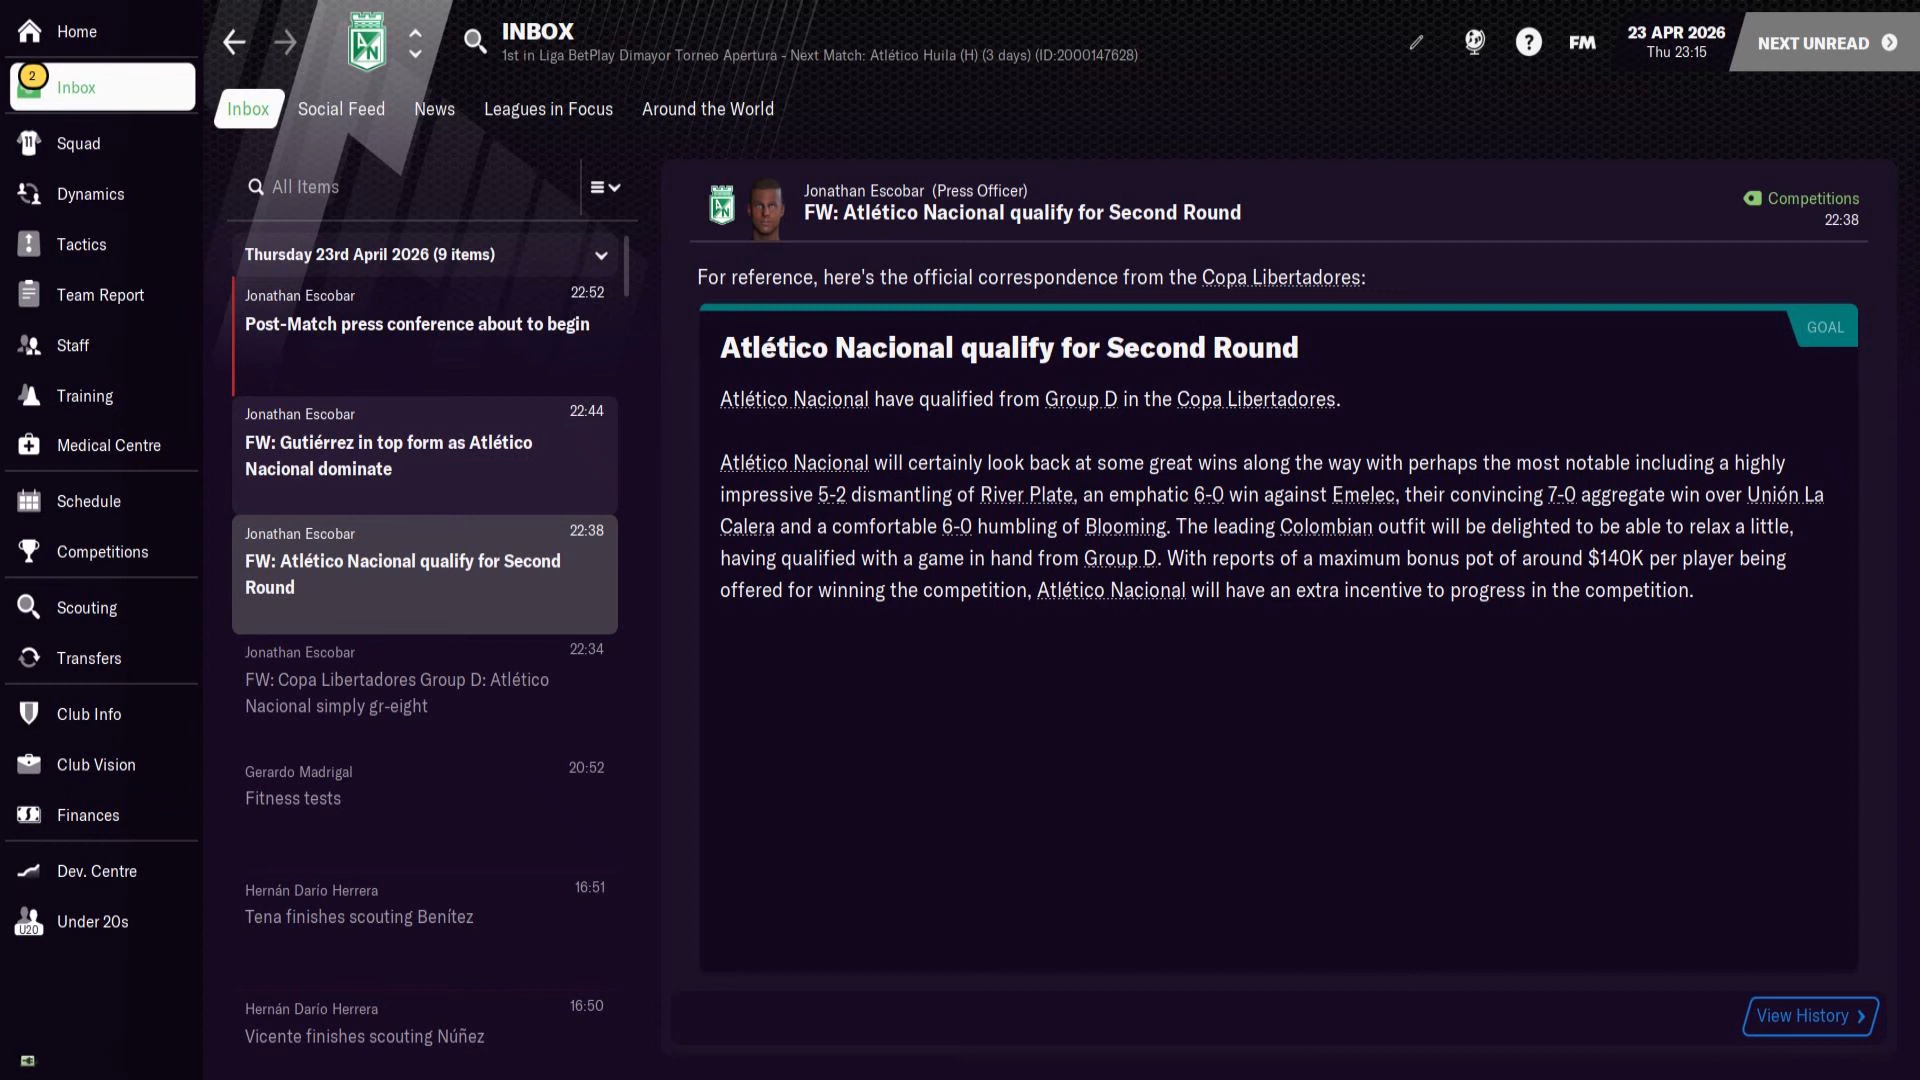 Home
2
Inbox
Squad
Dynamics
Tactics
Team Report
Staff
Training
Medical Centre
Schedule
Competitions
Scouting
Transfers
Club Info
Club Vision
Finances
Dev. Centre
U20
Under 20s
INBOX
1st in Liga BetPlay Dimayor Torneo Apertura - Next Match: Atlético Huila (H) (3 days) (ID:2000147628)
?
FM
23 APR 2026
Thu 23:15
NEXT UNREAD
Inbox
Social Feed
News
Leagues in Focus
Around the World
All Items
Thursday 23rd April 2026 (9 items)
Jonathan Escobar 22:52
Post-Match press conference about to begin
Jonathan Escobar 22:44
FW: Gutiérrez in top form as Atlético
Nacional dominate
Jonathan Escobar 22:38
FW: Atlético Nacional qualify for Second
Round
Jonathan Escobar 22:34
FW: Copa Libertadores Group D: Atlético
Nacional simply gr-eight
Gerardo Madrigal 20:52
Fitness tests
Hernán Darío Herrera 16:51
Tena finishes scouting Benítez
Hernán Darío Herrera 16:50
Vicente finishes scouting Núñez
Jonathan Escobar (Press Officer)
FW: Atlético Nacional qualify for Second Round
Competitions
22:38
For reference, here's the official correspondence from the Copa Libertadores:
GOAL
Atlético Nacional qualify for Second Round
Atlético Nacional have qualified from Group D in the Copa Libertadores.
Atlético Nacional will certainly look back at some great wins along the way with perhaps the most notable including a highly
impressive 5-2 dismantling of River Plate, an emphatic 6-0 win against Emelec, their convincing 7-0 aggregate win over Unión La
Calera and a comfortable 6-0 humbling of Blooming. The leading Colombian outfit will be delighted to be able to relax a little,
having qualified with a game in hand from Group D. With reports of a maximum bonus pot of around $140K per player being
offered for winning the competition, Atlético Nacional will have an extra incentive to progress in the competition.
View History